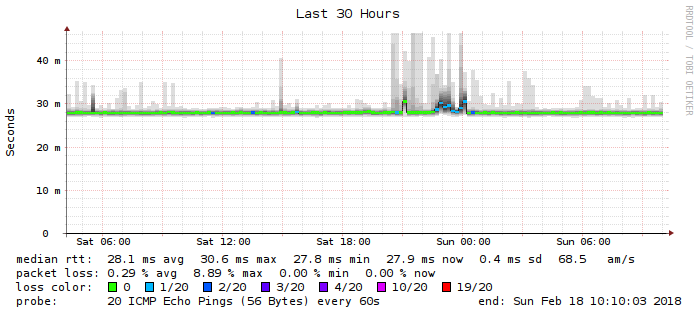 Last 30 Hours
RRDTOOL / TOBI OETIKER
Seconds
40 m
30 m
20 m
10 m
0
Sat 06:00 Sat 12:00 Sat 18:00 Sun 00:00 Sun 06:00
median rtt: 28.1 ms avg 30.6 ms max 27.8 ms min 27.9 ms now 0.4 ms sd 68.5 am/s
packet loss: 0.29 % avg 8.89 % max 0.00 % min 0.00 % now
loss color: 0 1/20 2/20 3/20 4/20 10/20 19/20
probe: 20 ICMP Echo Pings (56 Bytes) every 60s end: Sun Feb 18 10:10:03 2018